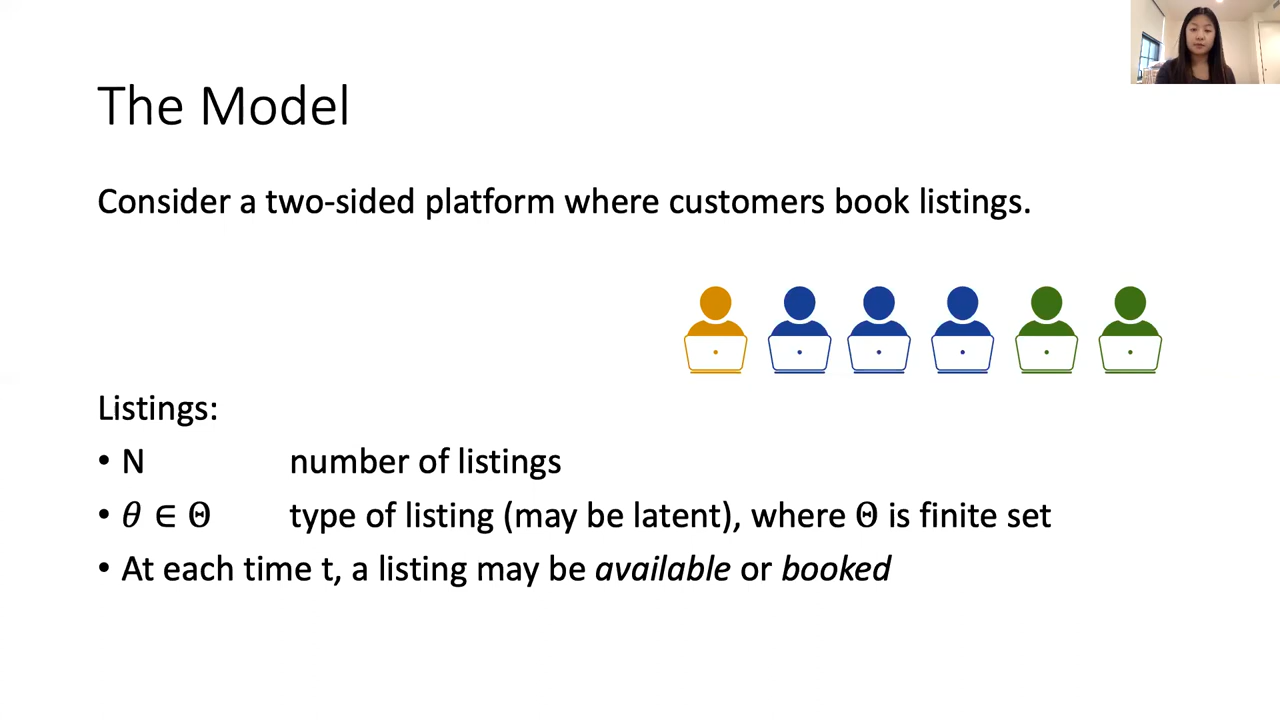 The Model
Consider a two-sided platform where customers book listings.
Listings:
• N number of listings
• θ ∈ Θ type of listing (may be latent), where Θ is finite set
• At each time t, a listing may be available or booked